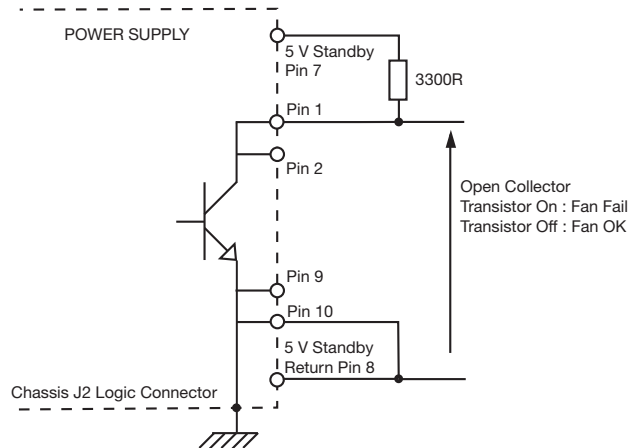 POWER SUPPLY
5 V Standby
Pin 7
3300R
Pin 1
Pin 2
Open Collector
Transistor On : Fan Fail
Transistor Off : Fan OK
Pin 9
Pin 10
5 V Standby
Return Pin 8
Chassis J2 Logic Connector